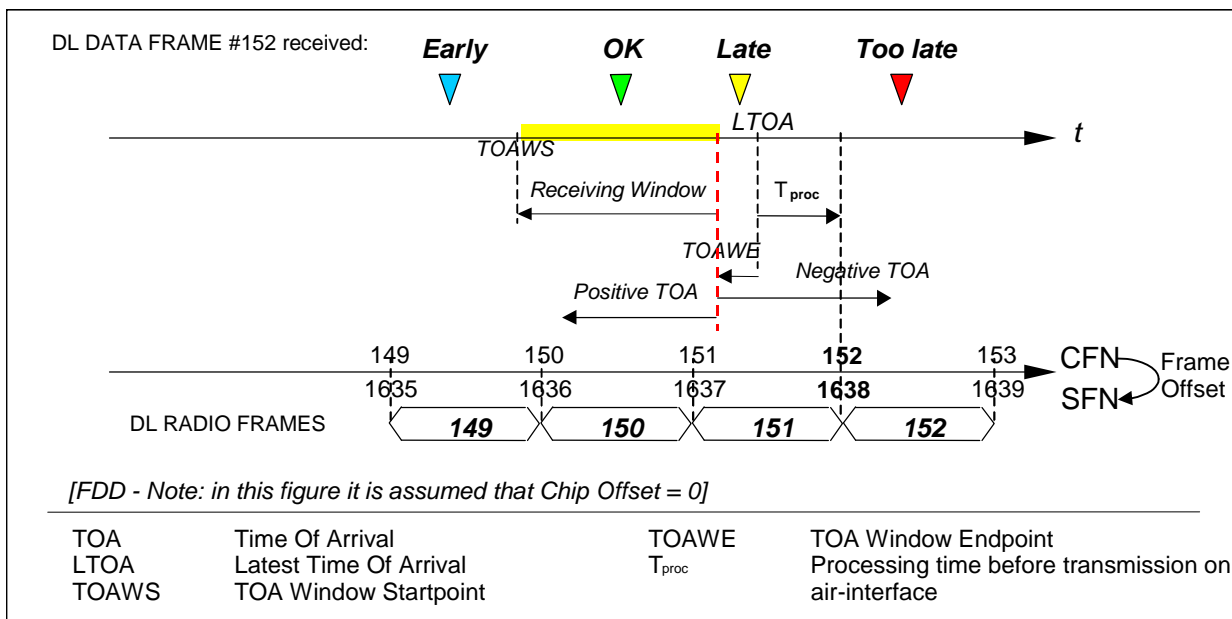 DL DATA FRAME #152 received:
Early
OK
Late
Too late
LTOA
t
TOAWS
Receiving Window
Tproc
TOAWE
Negative TOA
Positive TOA
149 150 151 152 153 CFN
Frame Offset
1635 1636 1637 1638 1639 SFN
DL RADIO FRAMES 149 150 151 152
[FDD - Note: in this figure it is assumed that Chip Offset = 0]
TOA Time Of Arrival TOAWE TOA Window Endpoint
LTOA Latest Time Of Arrival Tproc Processing time before transmission on
TOAWS TOA Window Startpoint air-interface